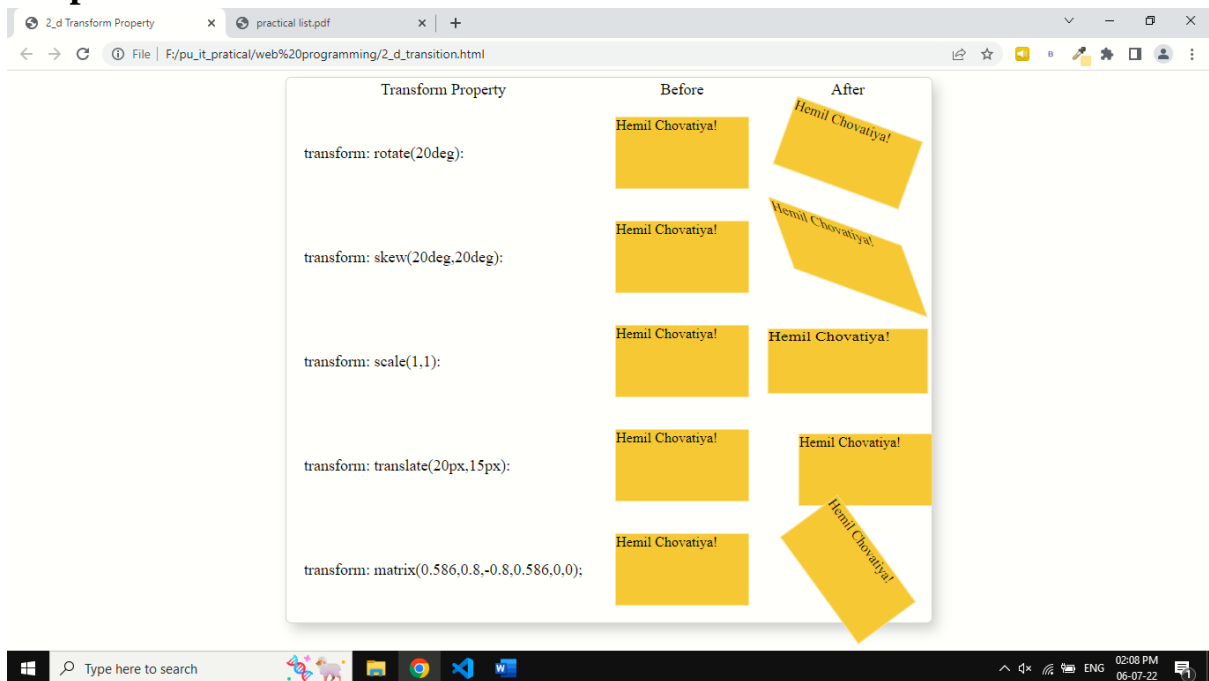 2_d Transform Property
practical list.pdf
File | F:/pu_it_pratical/web%20programming/2_d_transition.html
Transform Property Before After
transform: rotate(20deg): Hemil Chovatiya! Hemil Chovatiya!
transform: skew(20deg,20deg): Hemil Chovatiya! Hemil Chovatiya!
transform: scale(1,1): Hemil Chovatiya! Hemil Chovatiya!
transform: translate(20px,15px): Hemil Chovatiya! Hemil Chovatiya!
transform: matrix(0.586,0.8,-0.8,0.586,0,0); Hemil Chovatiya! Hemil Chovatiya!
Type here to search
ENG
02:08 PM
06-07-22